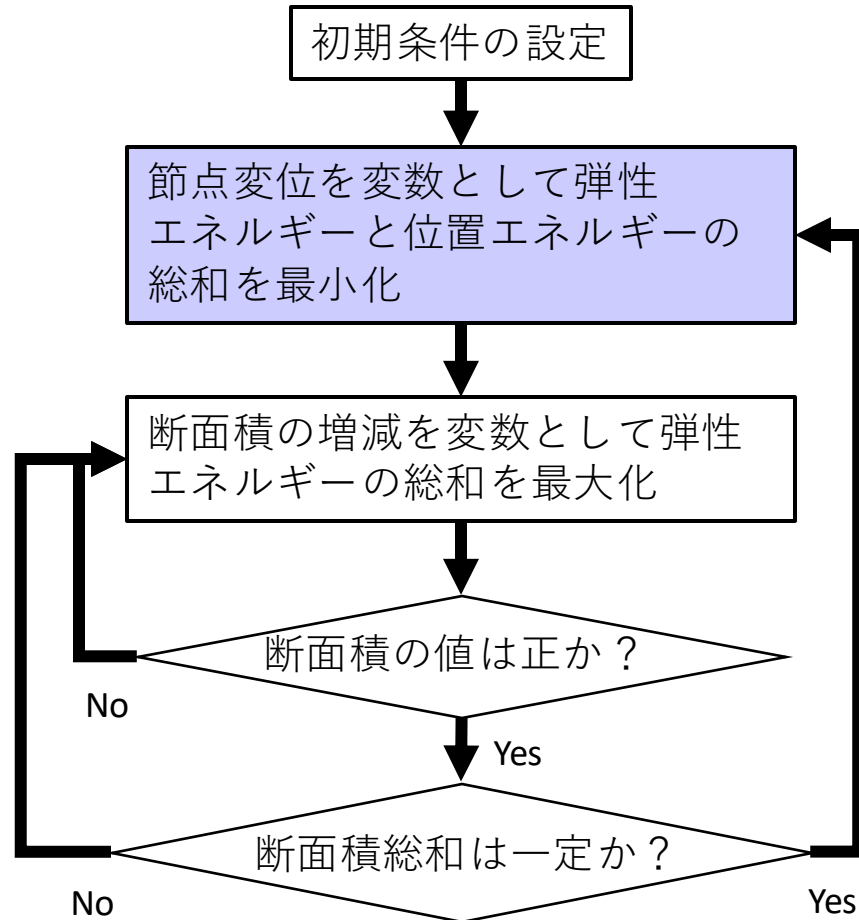 初期条件の設定
節点変位を変数として弾性
エネルギーと位置エネルギーの
総和を最小化
断面積の増減を変数として弾性
エネルギーの総和を最大化
断面積の値は正か？
No
Yes
断面積総和は一定か？
No
Yes